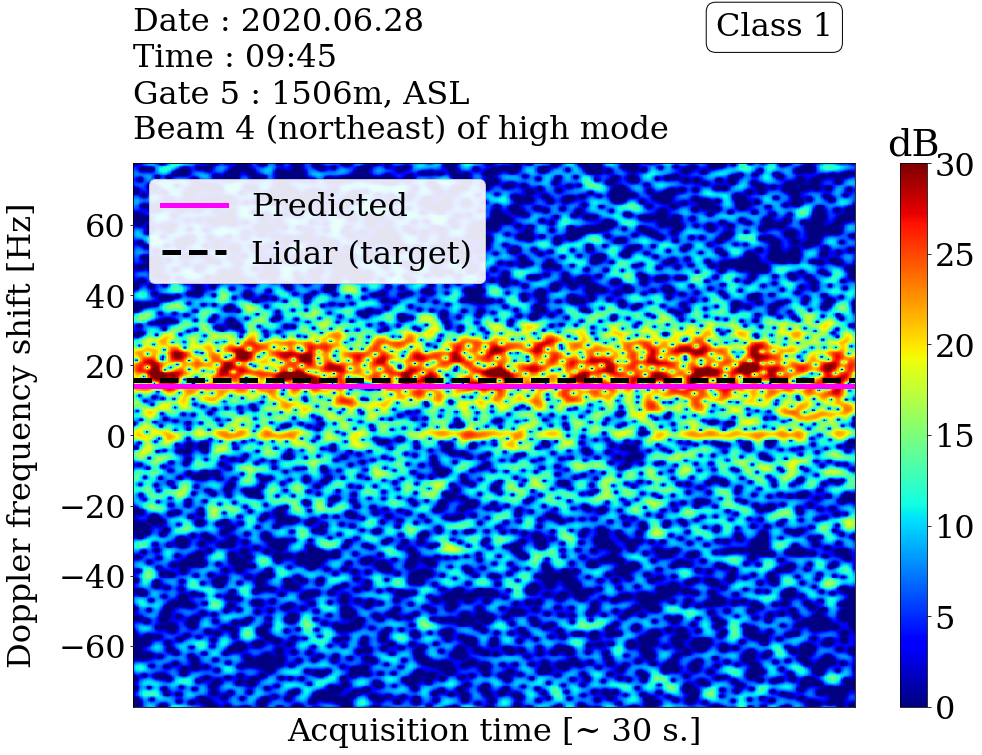 Date : 2020.06.28
Time : 09:45
Gate 5 : 1506m, ASL
Beam 4 (northeast) of high mode
Class 1
dB
Predicted
Lidar (target)
Doppler frequency shift [Hz]
60
40
20
0
−20
−40
−60
Acquisition time [~ 30 s.]
30
25
20
15
10
5
0